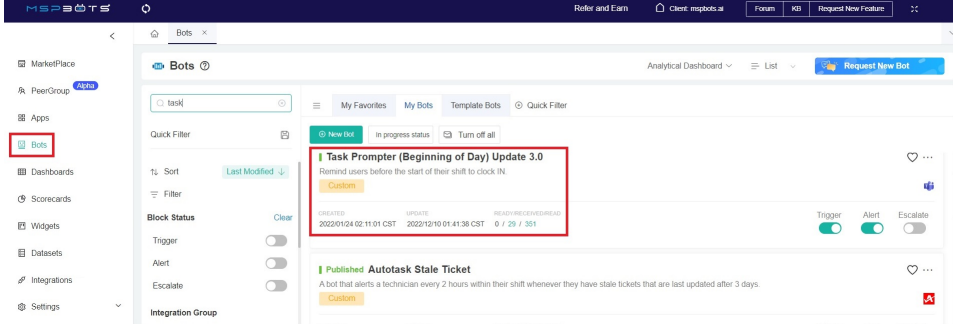 MSPBOTS
Refer and Earn
Client: mspbots.ai
Forum
KB
Request New Feature
Bots ×
MarketPlace
PeerGroup Alpha
Apps
Bots
Dashboards
Scorecards
Widgets
Datasets
Integrations
Settings
Bots
Analytical Dashboard
List
Request New Bot
task
Quick Filter
Sort Last Modified
Filter
Block Status Clear
Trigger
Alert
Escalate
Integration Group
My Favorites My Bots Template Bots Quick Filter
New Bot In progress status Turn off all
Task Prompter (Beginning of Day) Update 3.0
Remind users before the start of their shift to clock IN.
Custom
CREATED UPDATE READY/RECEIVED/READ
2022/01/24 02:11:01 CST 2022/12/10 01:41:38 CST 0 / 29 / 351
Trigger Alert Escalate
Published Autotask Stale Ticket
A bot that alerts a technician every 2 hours within their shift whenever they have stale tickets that are last updated after 3 days.
Custom